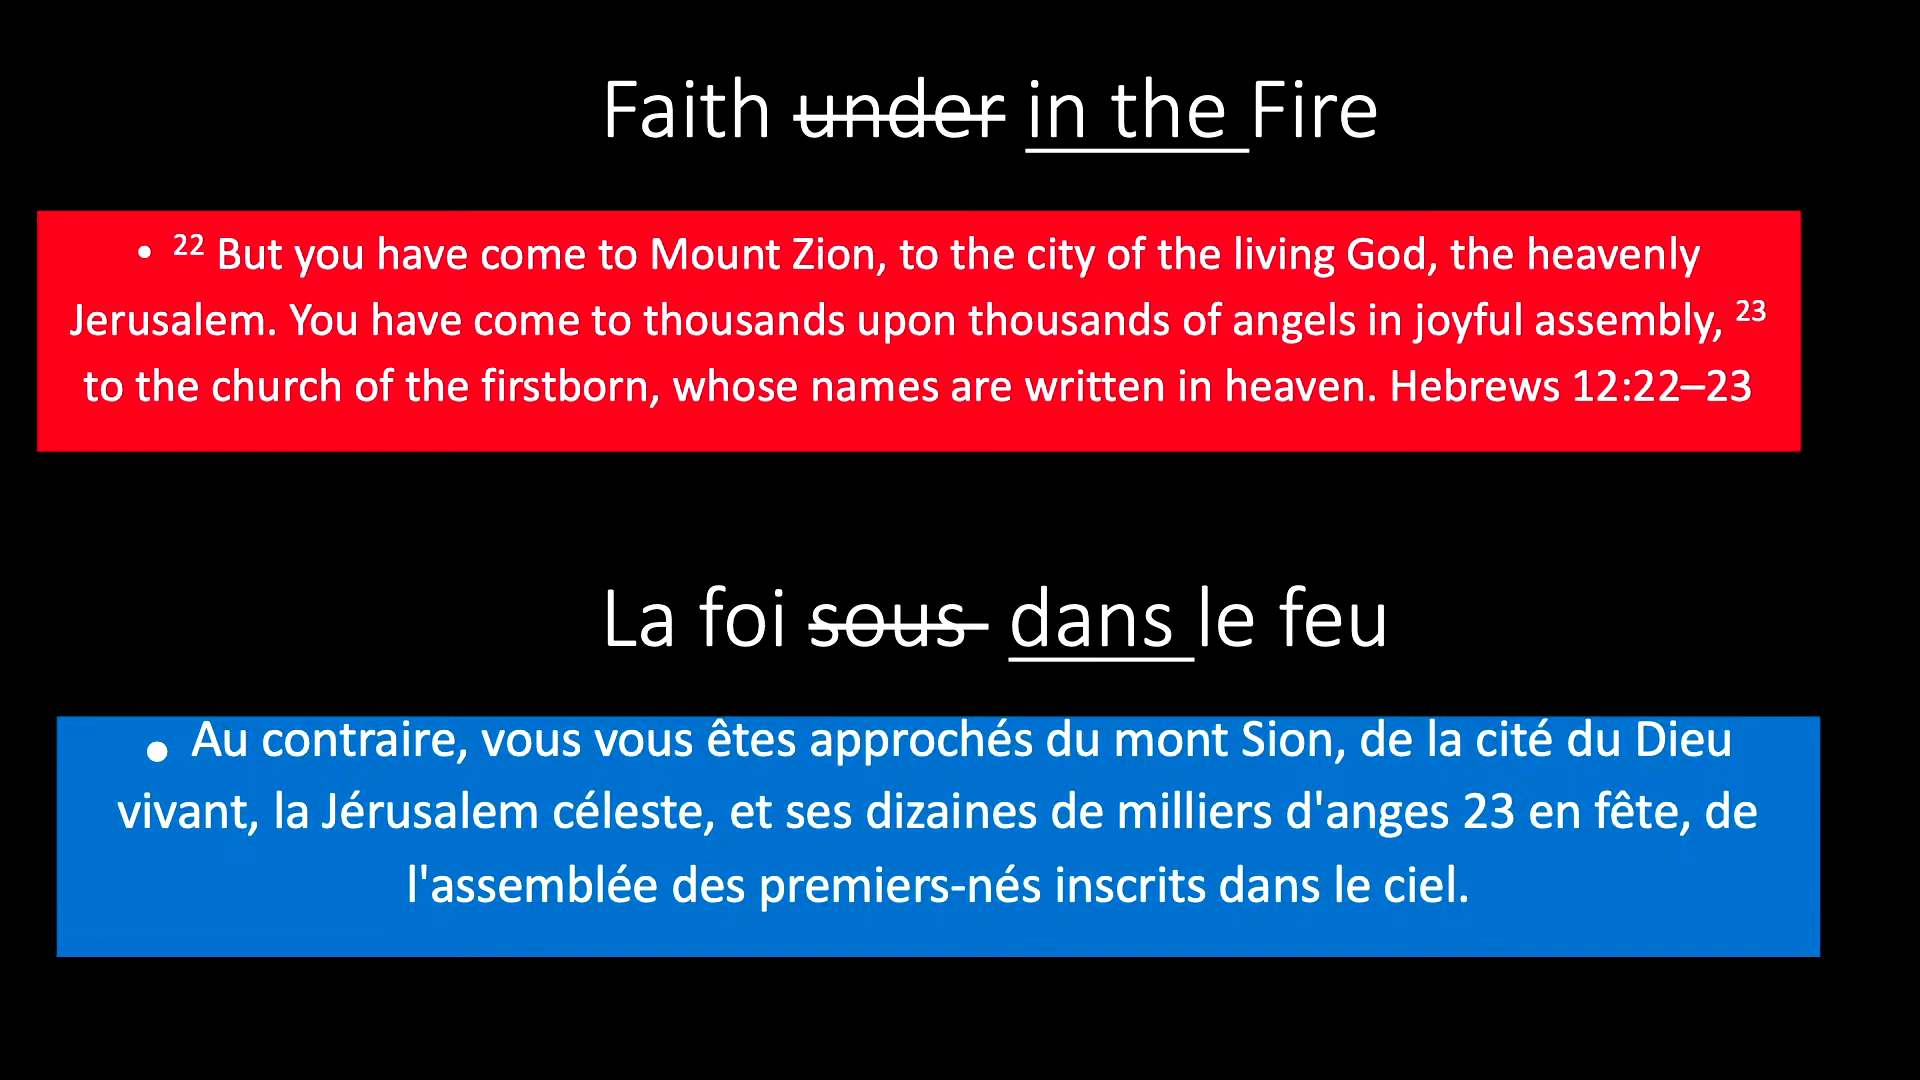 Faith under in the Fire
• 22 But you have come to Mount Zion, to the city of the living God, the heavenly
Jerusalem. You have come to thousands upon thousands of angels in joyful assembly, 23
to the church of the firstborn, whose names are written in heaven. Hebrews 12:22–23
La foi sous dans le feu
• Au contraire, vous vous êtes approchés du mont Sion, de la cité du Dieu
vivant, la Jérusalem céleste, et ses dizaines de milliers d'anges 23 en fête, de
l'assemblée des premiers-nés inscrits dans le ciel.